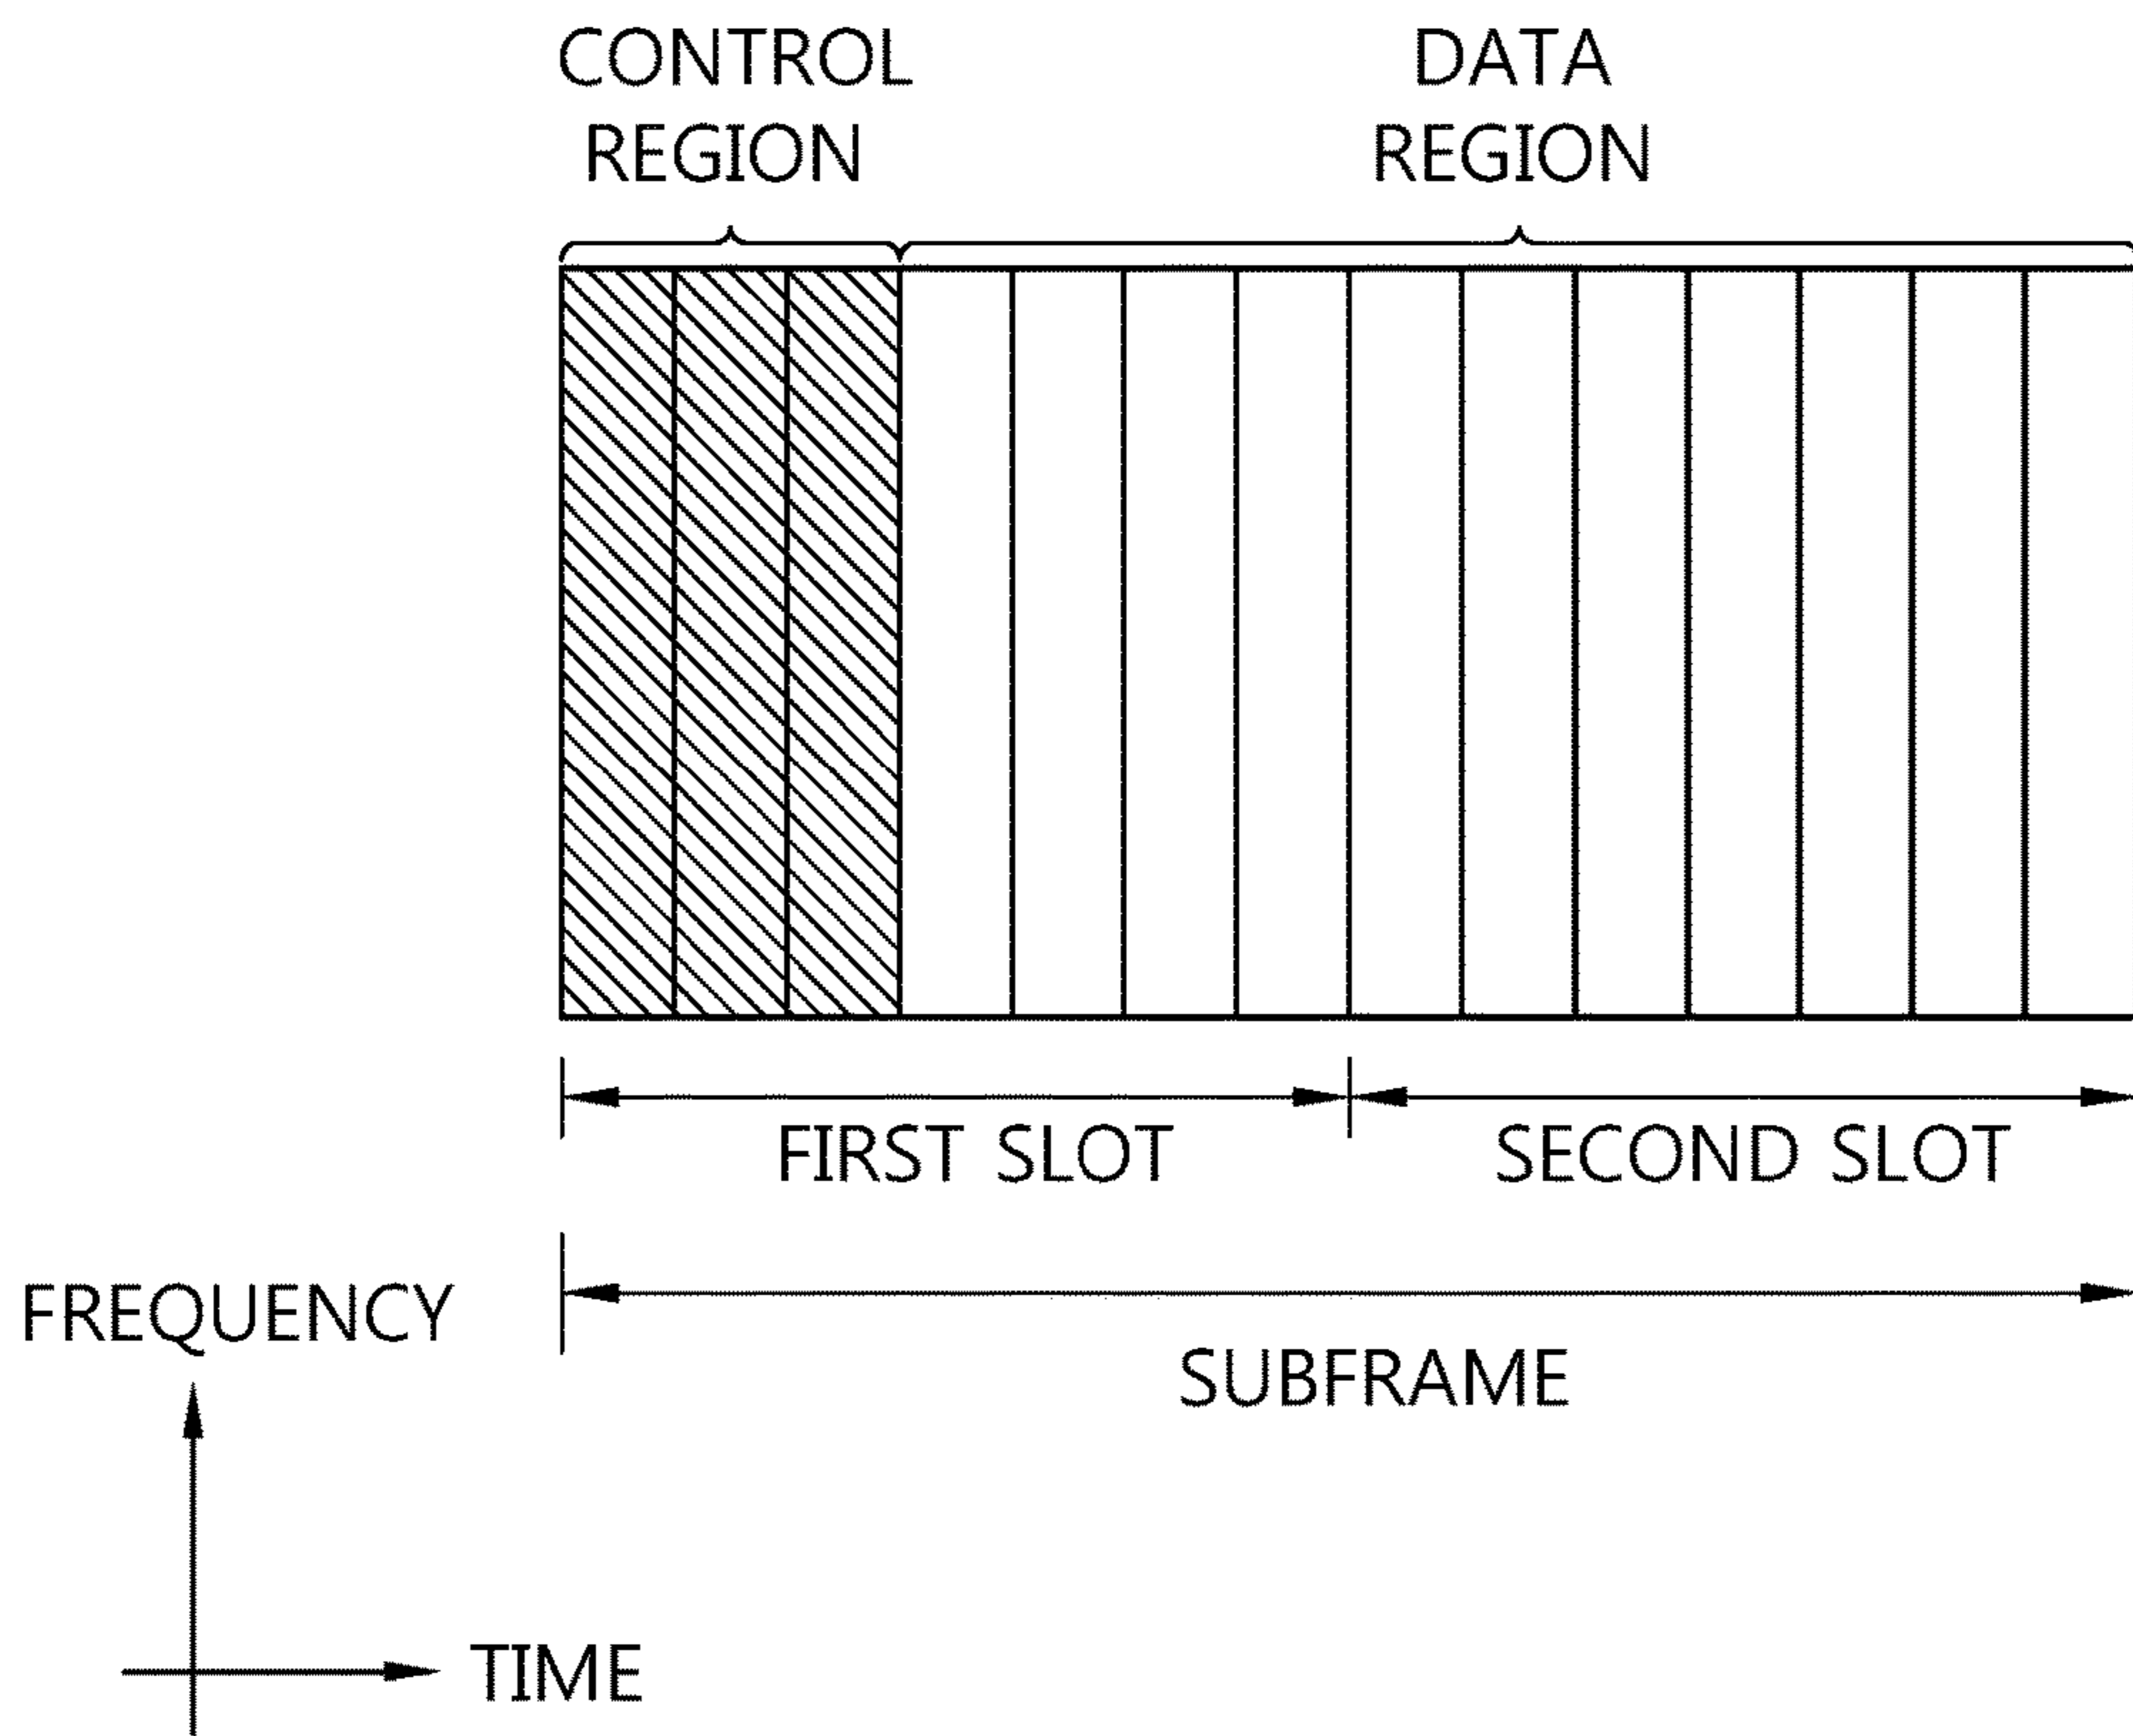 CONTROL
REGION
DATA
REGION
FIRST SLOT
SECOND SLOT
SUBFRAME
FREQUENCY
TIME